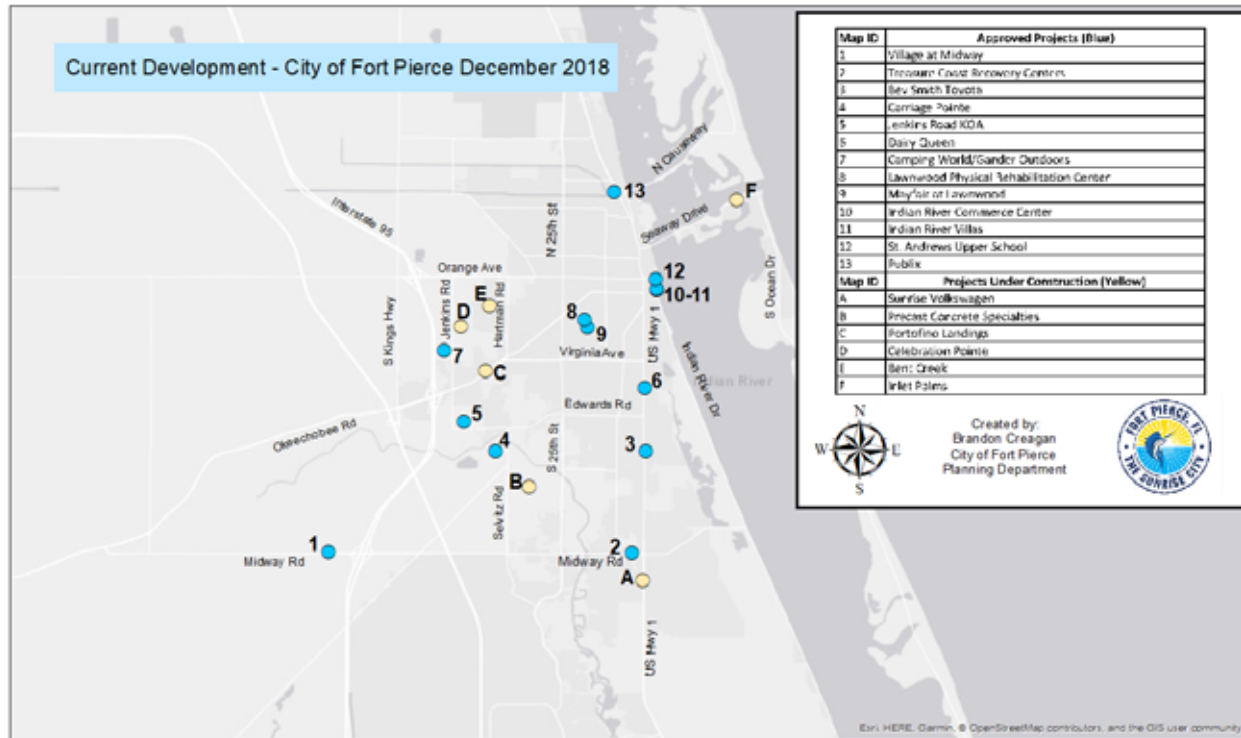 Current Development - City of Fort Pierce December 2018
Map ID Approved Projects (Blue)
1 Village at Midway
2 Treasure Coast Recovery Centers
3 Bev Smith Toyota
4 Carriage Pointe
5 Jenkins Road KOA
6 Dairy Queen
7 Camping World/Gander Outdoors
8 Lawnwood Physical Rehabilitation Center
9 Mayfair at Lawnwood
10 Indian River Commerce Center
11 Indian River Villas
12 St. Andrews Upper School
13 Publix
Map ID Projects Under Construction (Yellow)
A Sunrise Volkswagen
B Precast Concrete Specialties
C Portofino Landings
D Celebration Pointe
E Bent Creek
F Inlet Palms
N
W E
S
Created by:
Brandon Creagan
City of Fort Pierce
Planning Department
FORT PIERCE, FL
THE SUNRISE CITY
N Causeway
13
F
Interstate 95
N 25th St
Seaway Drive
Orange Ave
S Ocean Dr
12
10-11
E
Jenkins Rd
Hartman Rd
S Kings Hwy
D
8
9
US Hwy 1
7
Virginia Ave
Indian River Dr
C
6
Indian River
Edwards Rd
5
Okeechobee Rd
4
S 25th St
3
B
Selvitz Rd
1
Midway Rd
2
Midway Rd
A
US Hwy 1
Esri, HERE, Garmin, © OpenStreetMap contributors, and the GIS user community